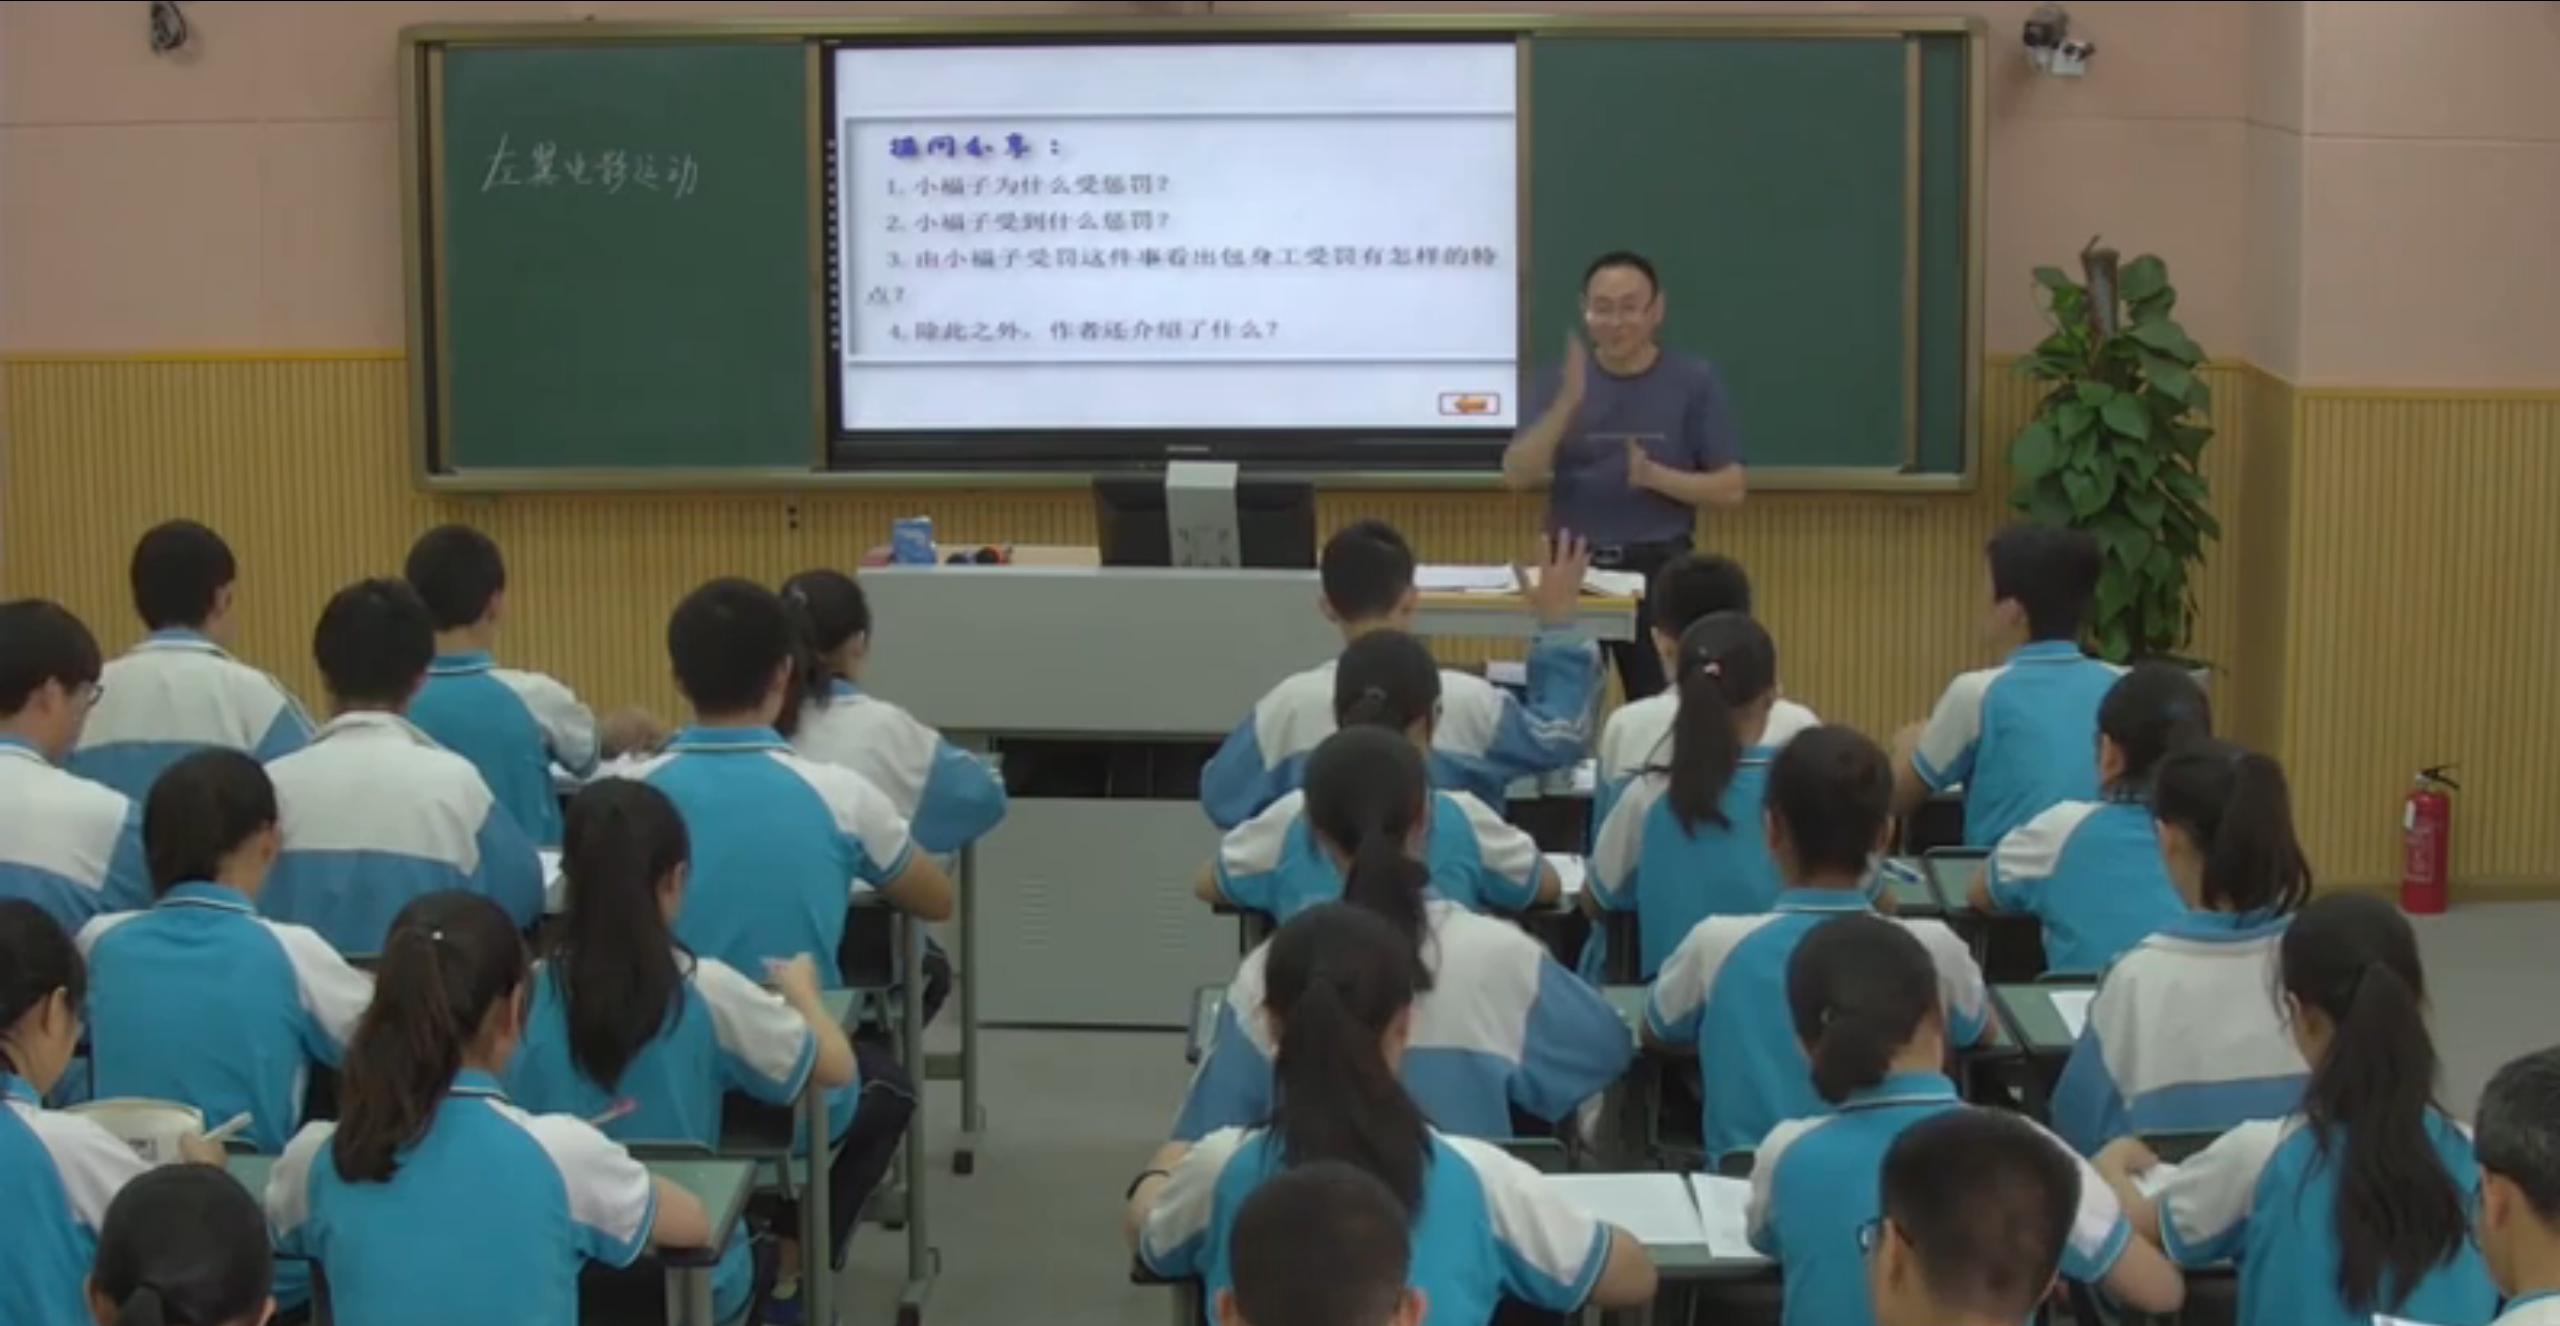 左翼电影运动
提问分享：
1. 小福子为什么受惩罚？
2. 小福子受到什么惩罚？
3. 由小福子受罚这件事看出包身工受罚有怎样的特
点？
4. 除此之外，作者还介绍了什么？